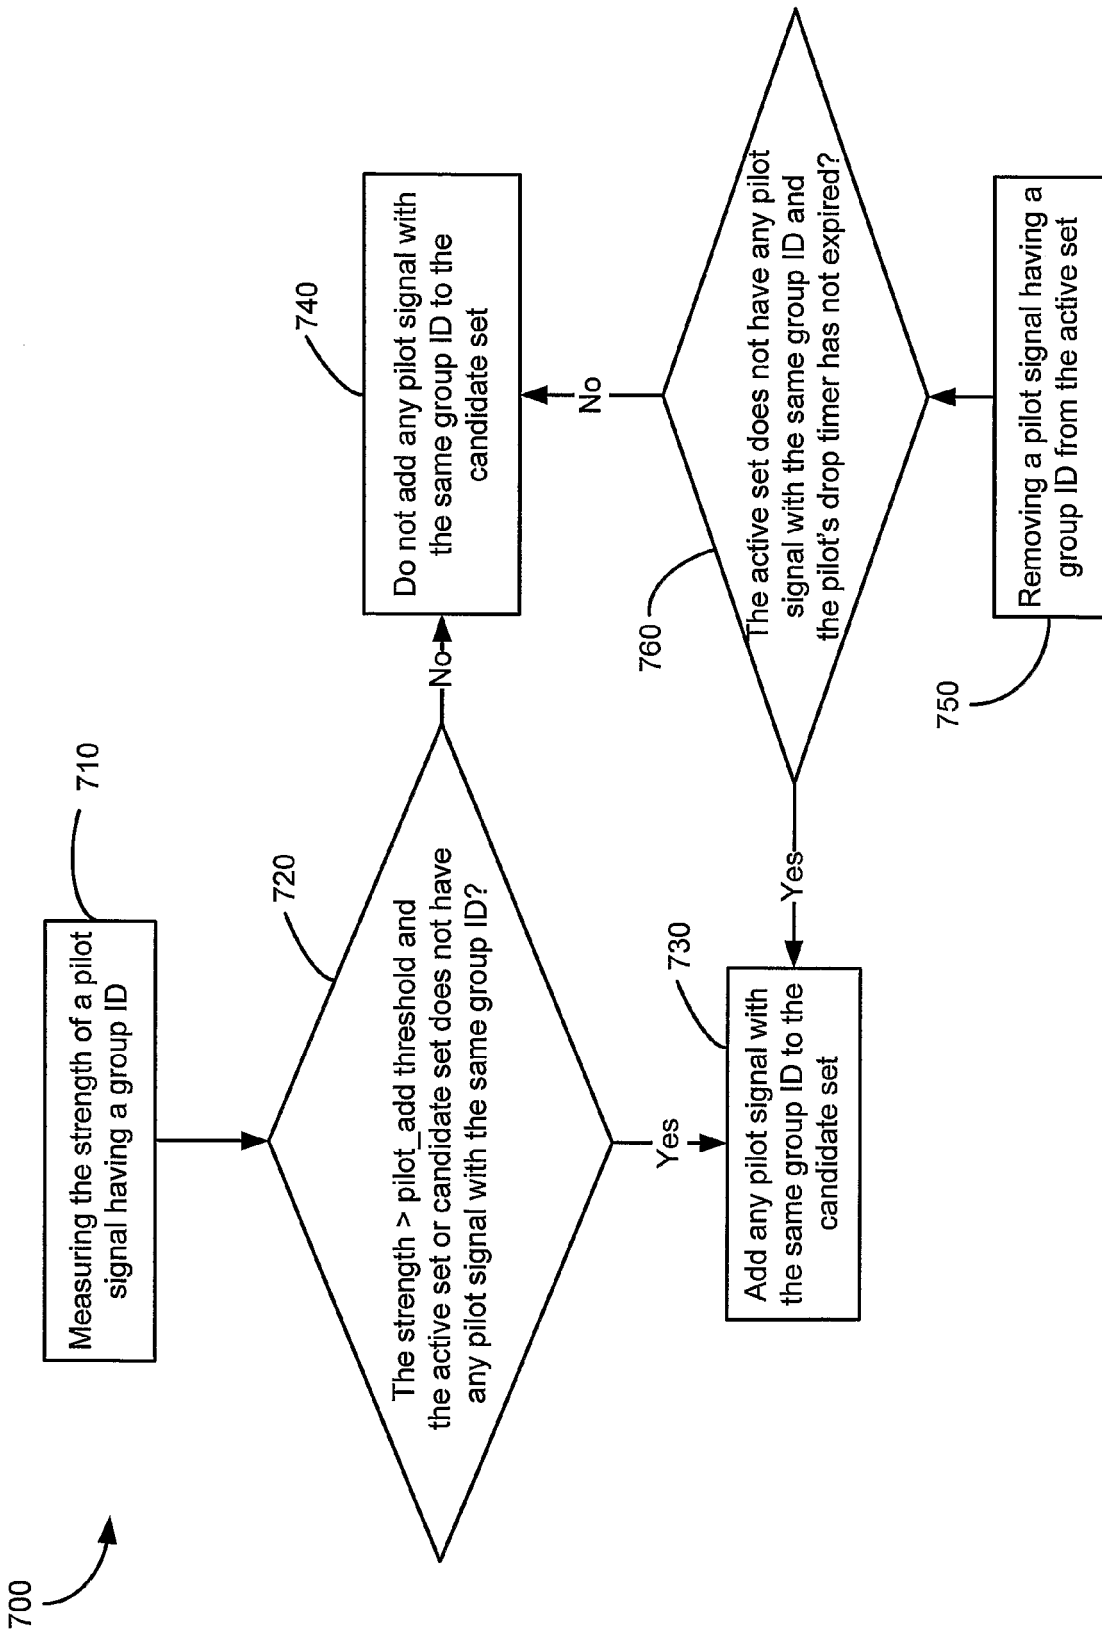 700
710
Measuring the strength of a pilot
signal having a group ID
720
The strength > pilot_add threshold and
the active set or candidate set does not have
any pilot signal with the same group ID?
No
Yes
730
Add any pilot signal with
the same group ID to the
candidate set
740
Do not add any pilot signal with
the same group ID to the
candidate set
No
Yes
760
The active set does not have any pilot
signal with the same group ID and
the pilot's drop timer has not expired?
750
Removing a pilot signal having a
group ID from the active set